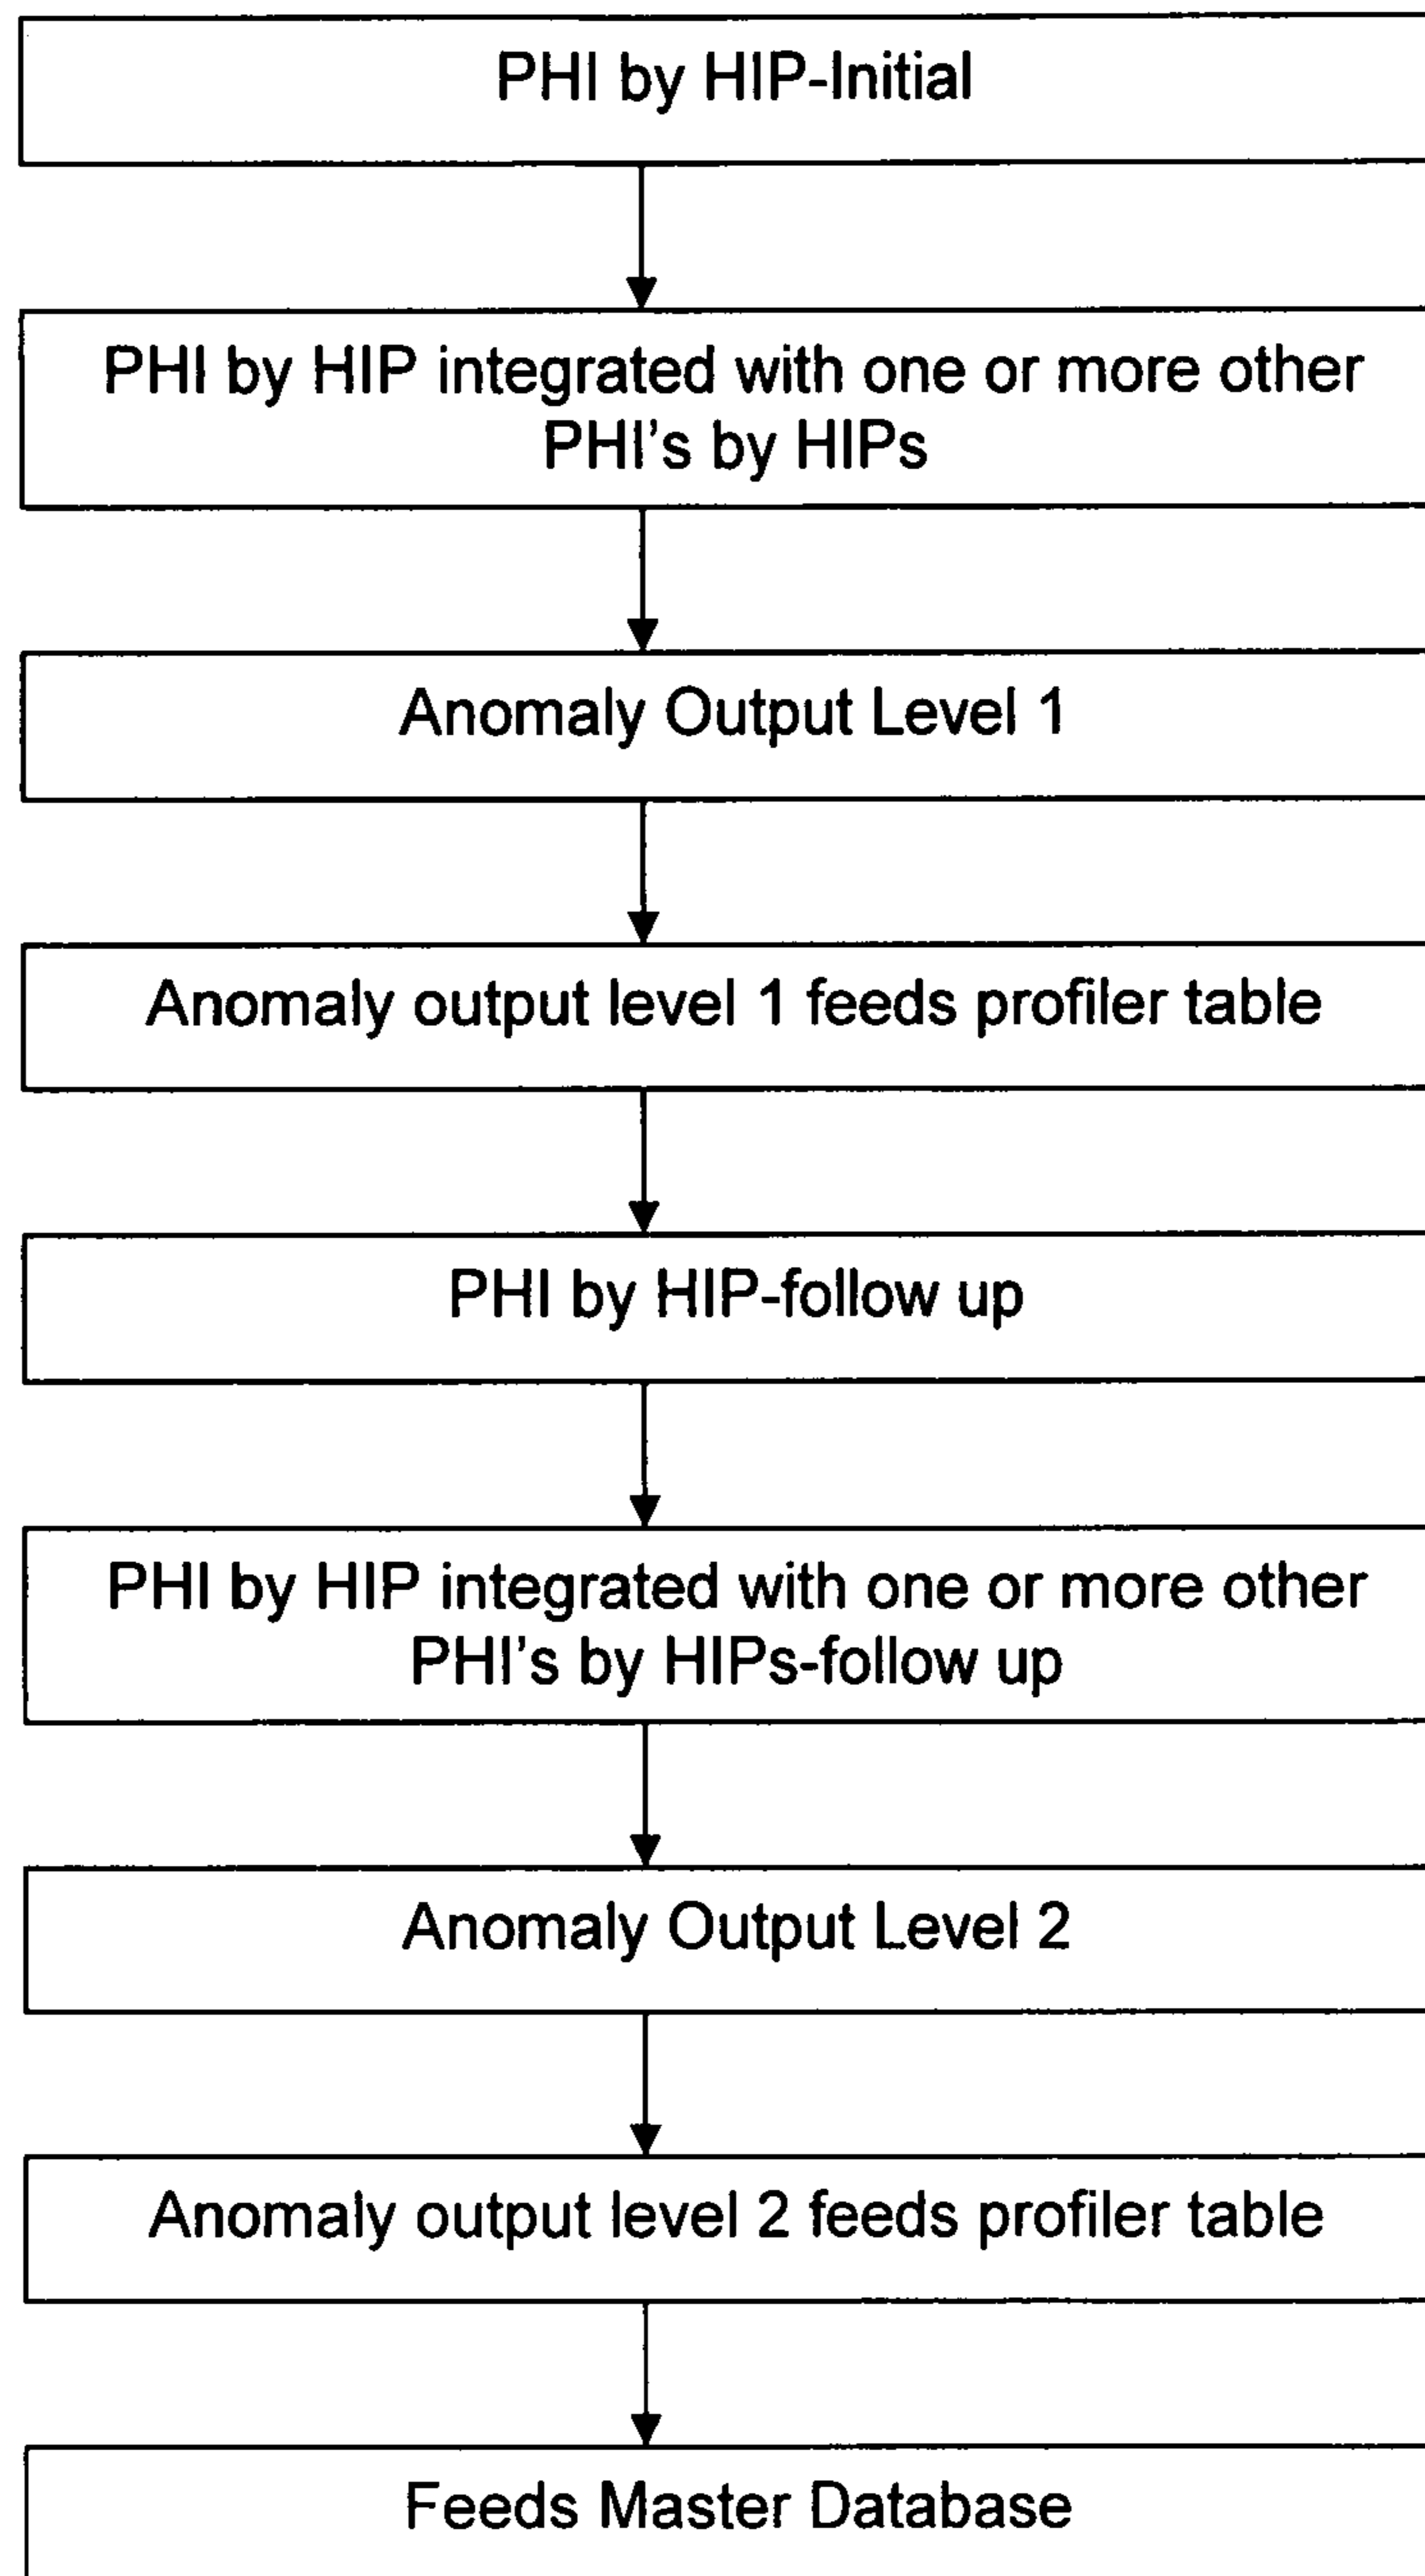 PHI by HIP-Initial
PHI by HIP integrated with one or more other
PHI's by HIPs
Anomaly Output Level 1
Anomaly output level 1 feeds profiler table
PHI by HIP-follow up
PHI by HIP integrated with one or more other
PHI's by HIPs-follow up
Anomaly Output Level 2
Anomaly output level 2 feeds profiler table
Feeds Master Database